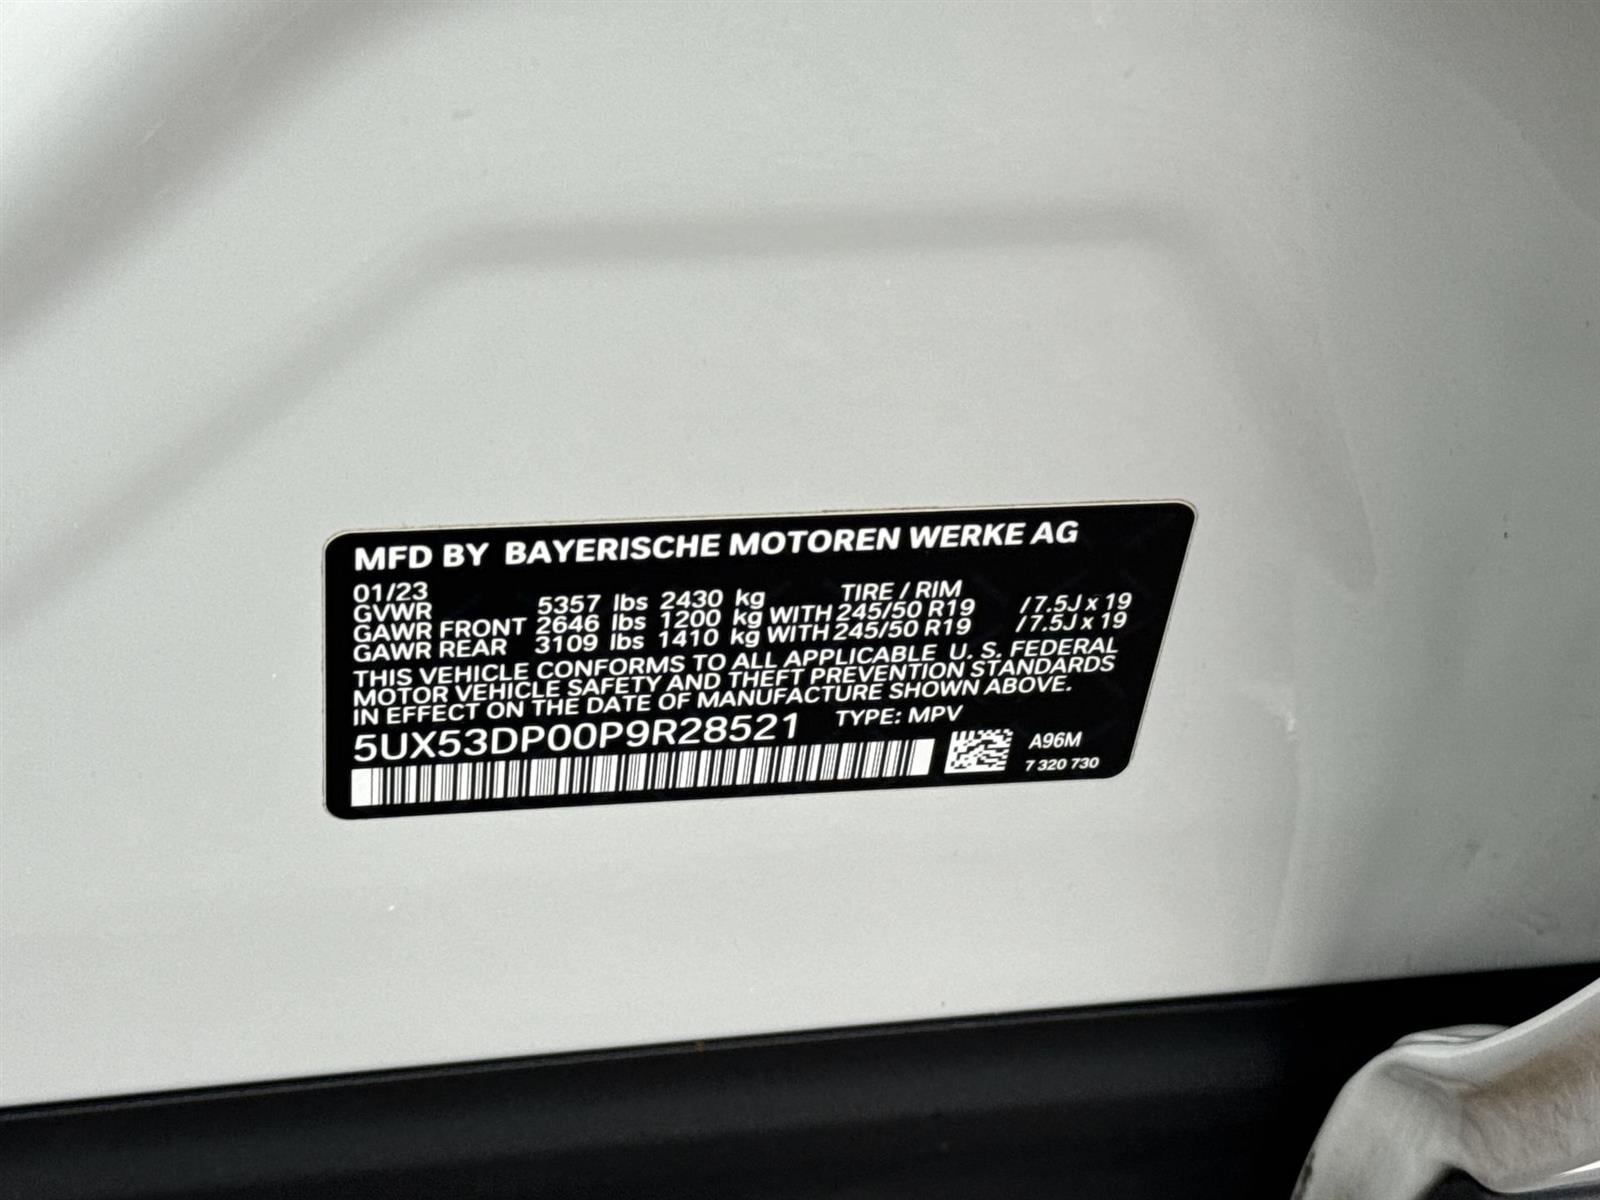 MFD BY BAYERISCHE MOTOREN WERKE AG
01/23 TIRE / RIM
GVWR 5357 lbs 2430 kg
GAWR FRONT 2646 lbs 1200 kg WITH 245/50 R19 / 7.5J x 19
GAWR REAR 3109 lbs 1410 kg WITH 245/50 R19 / 7.5J x 19
THIS VEHICLE CONFORMS TO ALL APPLICABLE U. S. FEDERAL
MOTOR VEHICLE SAFETY AND THEFT PREVENTION STANDARDS
IN EFFECT ON THE DATE OF MANUFACTURE SHOWN ABOVE.
5UX53DP00P9R28521 TYPE: MPV
A96M
7 320 730